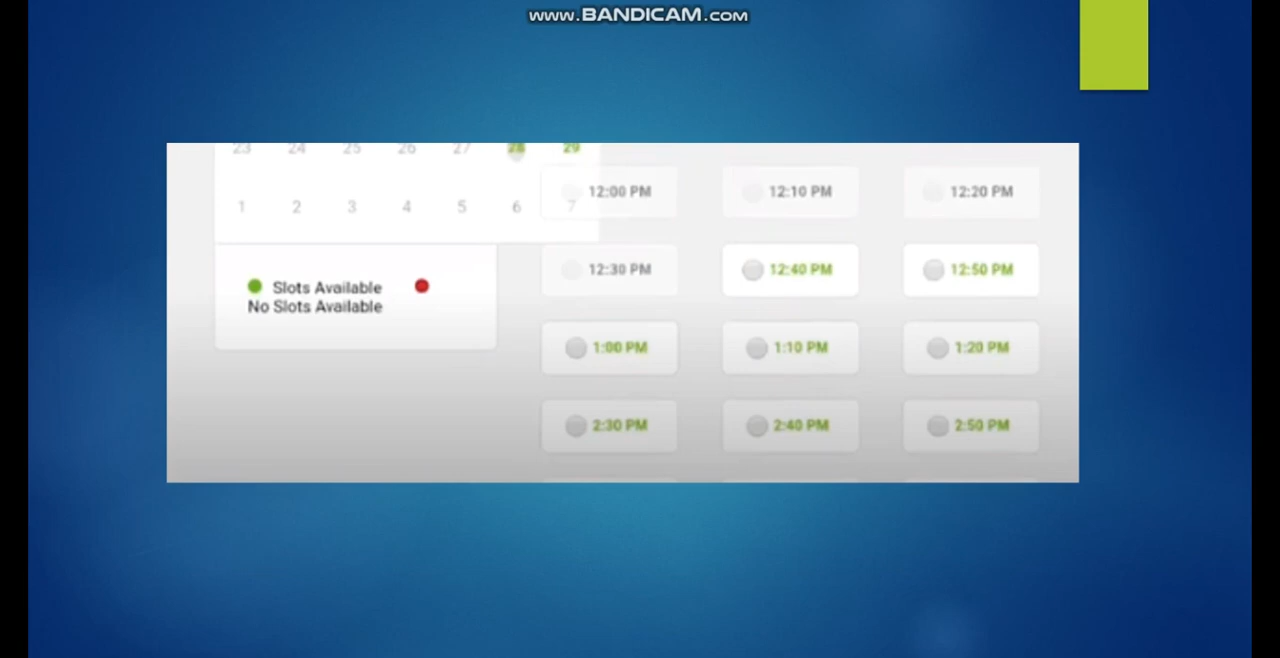 www.BANDICAM.com
23 24 25 26 27 28 29
12:00 PM 12:10 PM 12:20 PM
1 2 3 4 5 6 7
12:30 PM 12:40 PM 12:50 PM
Slots Available
No Slots Available
1:00 PM 1:10 PM 1:20 PM
2:30 PM 2:40 PM 2:50 PM